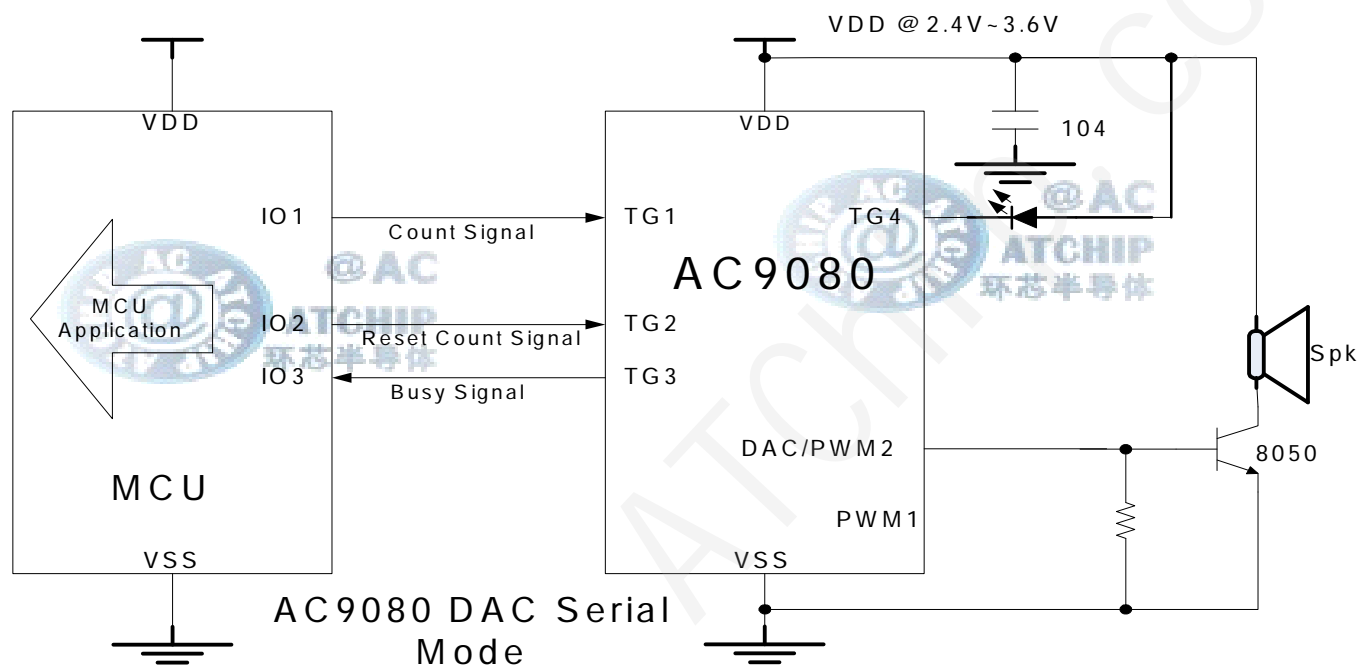 VDD @ 2.4V~3.6V
VDD
VDD
104
IO1
Count Signal
TG1
TG4
@AC
ATCHIP
环芯半导体
AC9080
@AC
ATCHIP
环芯半导体
MCU
Application
IO2
Reset Count Signal
TG2
IO3
Busy Signal
TG3
Spk
DAC/PWM2
8050
MCU
PWM1
VSS
VSS
AC9080 DAC Serial
Mode
ATChip.co